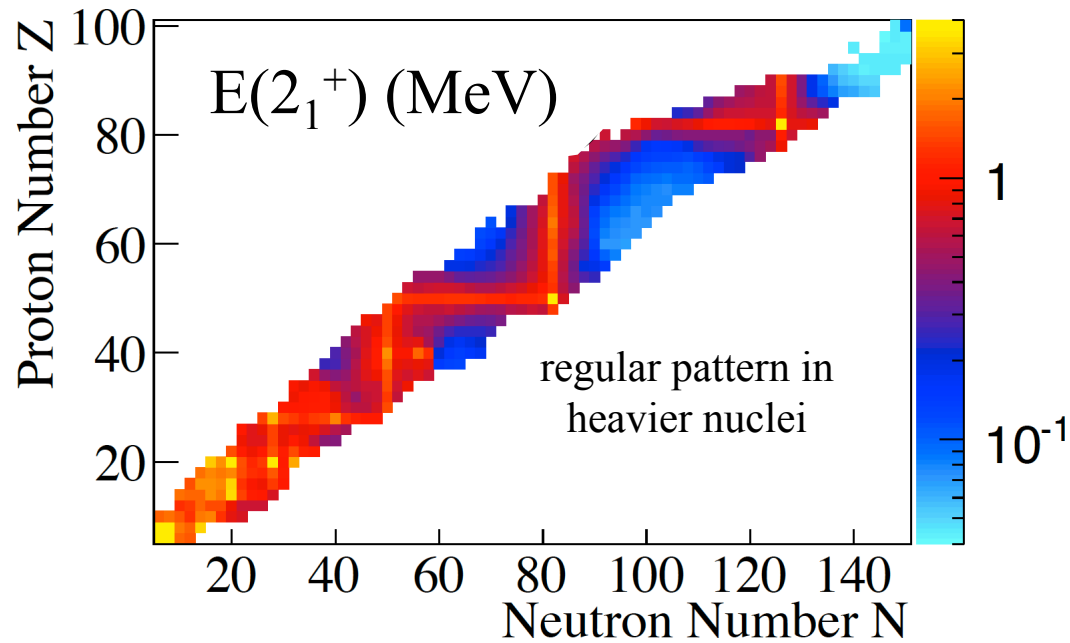 E(2₁⁺) (MeV)
regular pattern in
heavier nuclei
Proton Number Z
100
80
60
40
20
20 40 60 80 100 120 140
Neutron Number N
1
10⁻¹